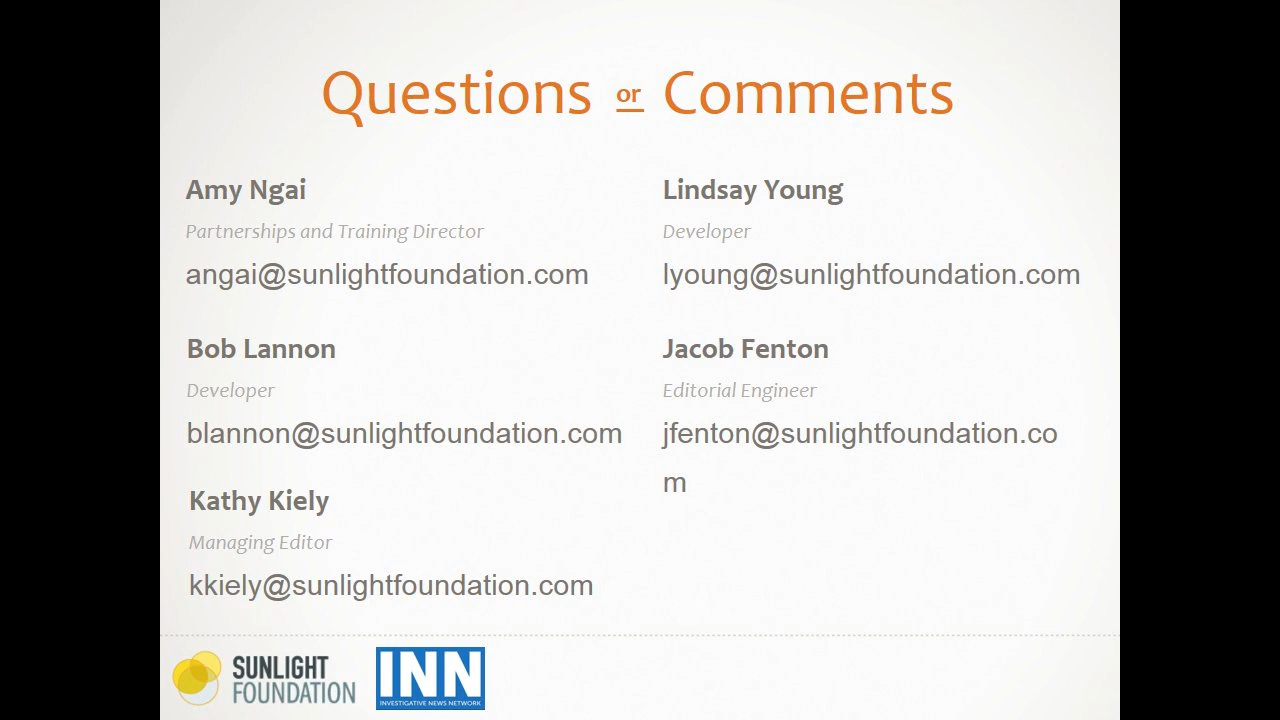 Questions or Comments
Amy Ngai
Partnerships and Training Director
angai@sunlightfoundation.com
Lindsay Young
Developer
lyoung@sunlightfoundation.com
Bob Lannon
Developer
blannon@sunlightfoundation.com
Jacob Fenton
Editorial Engineer
jfenton@sunlightfoundation.co
m
Kathy Kiely
Managing Editor
kkiely@sunlightfoundation.com
SUNLIGHT
FOUNDATION
INN
INVESTIGATIVE NEWS NETWORK